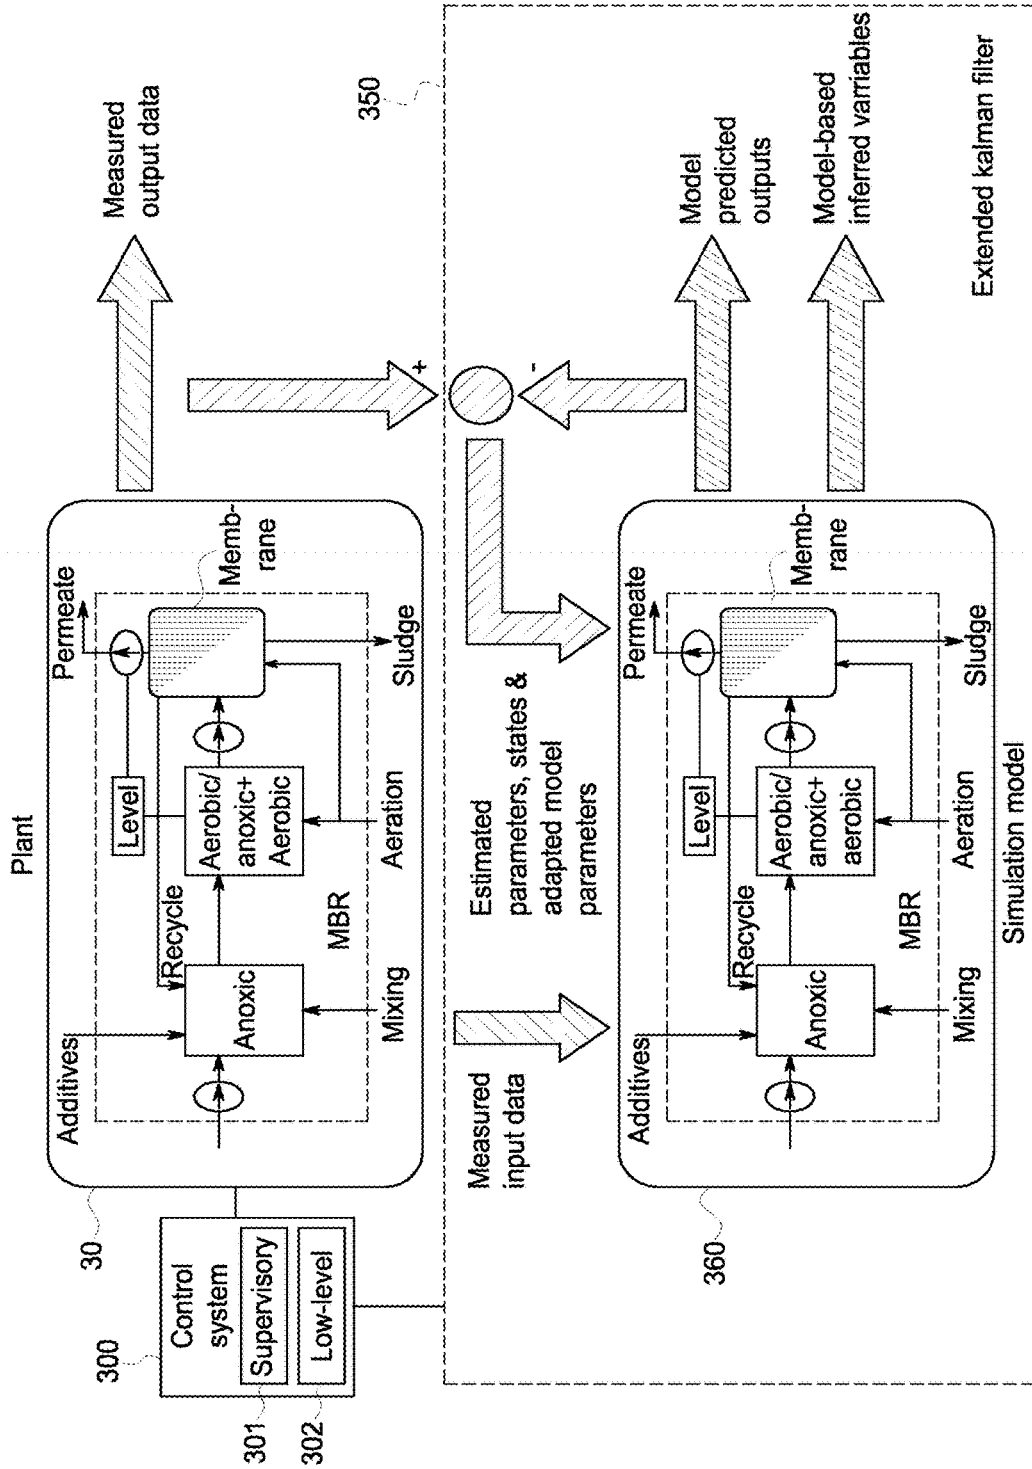 Plant
300
Control
system
Supervisory
Low-level
301
302
30
Additives
Anoxic
Mixing
Recycle
MBR
Level
Aerobic/
anoxic+
Aerobic
Aeration
Permeate
Memb-
rane
Sludge
Measured
output data
350
+
-
Measured
input data
Estimated
parameters, states &
adapted model
parameters
Model
predicted
outputs
Model-based
inferred varriables
Extended kalman filter
360
Additives
Anoxic
Mixing
Recycle
MBR
Level
Aerobic/
anoxic+
aerobic
Aeration
Permeate
Memb-
rane
Sludge
Simulation model